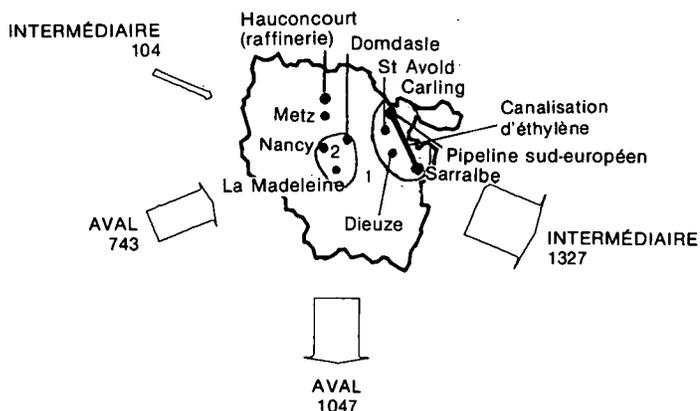 INTERMÉDIAIRE
104
Hauconcourt
(raffinerie)
Domdasle
St Avold
Carling
Canalisation
d'éthylène
Metz
Nancy
2
Pipeline sud-européen
Sarralbe
La Madeleine
1
Dieuze
AVAL
743
INTERMÉDIAIRE
1327
AVAL
1047